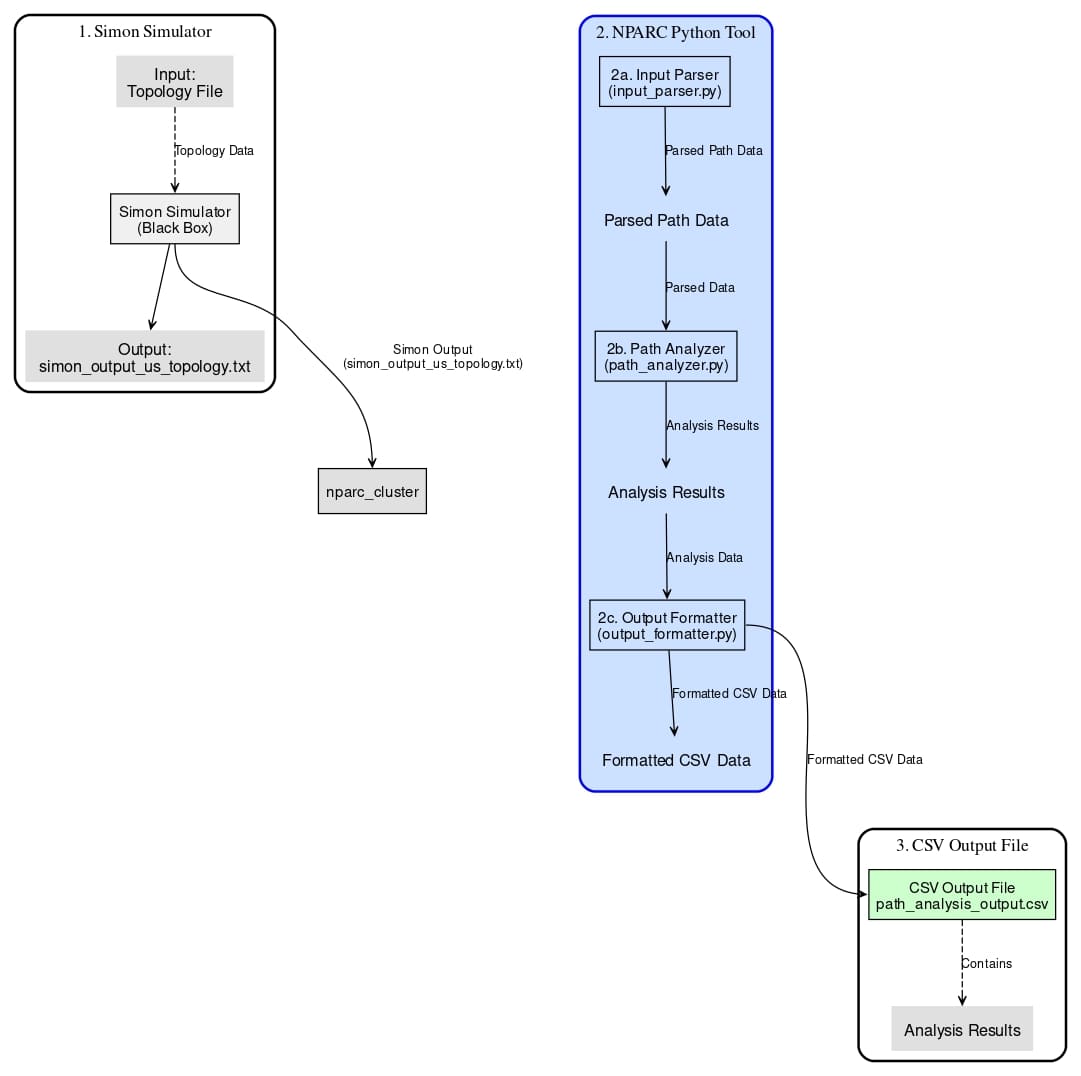 1. Simon Simulator
Input:
Topology File
Topology Data
Simon Simulator
(Black Box)
Output:
simon_output_us_topology.txt
Simon Output
(simon_output_us_topology.txt)
nparc_cluster
2. NPARC Python Tool
2a. Input Parser
(input_parser.py)
Parsed Path Data
Parsed Path Data
Parsed Data
2b. Path Analyzer
(path_analyzer.py)
Analysis Results
Analysis Results
Analysis Data
2c. Output Formatter
(output_formatter.py)
Formatted CSV Data
Formatted CSV Data
Formatted CSV Data
3. CSV Output File
CSV Output File
path_analysis_output.csv
Contains
Analysis Results